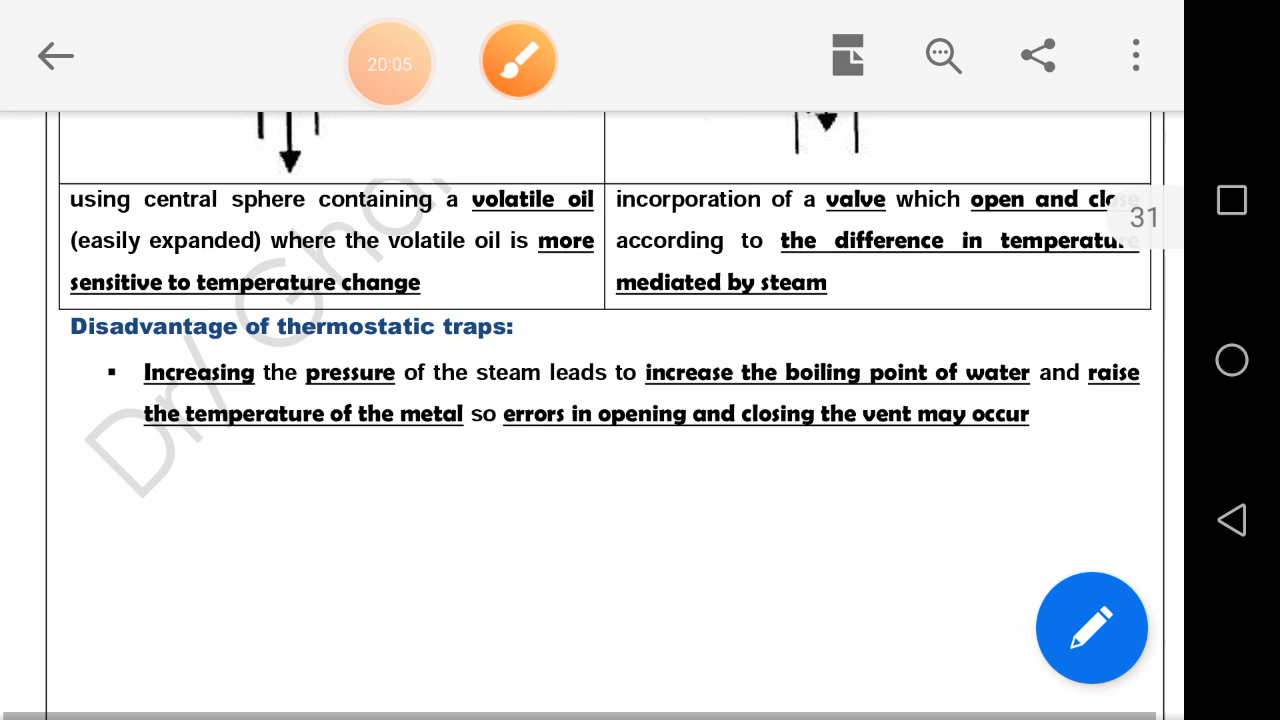 20:05
using central sphere containing a volatile oil
(easily expanded) where the volatile oil is more
sensitive to temperature change
incorporation of a valve which open and close
according to the difference in temperature
mediated by steam
31
Disadvantage of thermostatic traps:
▪ Increasing the pressure of the steam leads to increase the boiling point of water and raise
the temperature of the metal so errors in opening and closing the vent may occur
Dr/